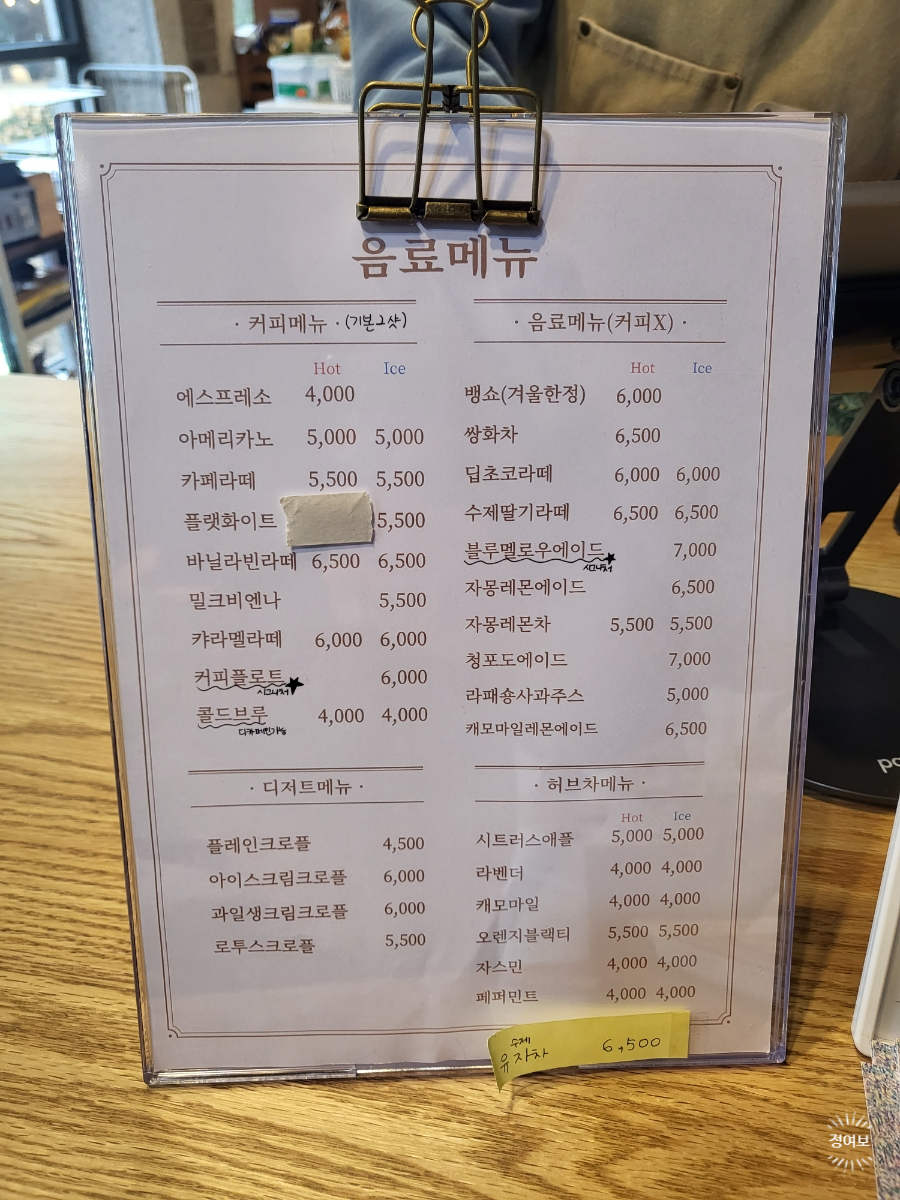 음료메뉴
· 커피메뉴 · (기본2샷)
Hot Ice
에스프레소 4,000
아메리카노 5,000 5,000
카페라떼 5,500 5,500
플랫화이트 5,500
바닐라빈라떼 6,500 6,500
밀크비엔나 5,500
캬라멜라떼 6,000 6,000
커피플로트 6,000
시그니처
콜드브루 4,000 4,000
디카페인가능
· 음료메뉴(커피X) ·
Hot Ice
뱅쇼(겨울한정) 6,000
쌍화차 6,500
딥초코라떼 6,000 6,000
수제딸기라떼 6,500 6,500
블루멜로우에이드 7,000
시그니처
자몽레몬에이드 6,500
자몽레몬차 5,500 5,500
청포도에이드 7,000
라패숑사과주스 5,000
캐모마일레몬에이드 6,500
· 디저트메뉴 ·
플레인크로플 4,500
아이스크림크로플 6,000
과일생크림크로플 6,000
로투스크로플 5,500
· 허브차메뉴 ·
Hot Ice
시트러스애플 5,000 5,000
라벤더 4,000 4,000
캐모마일 4,000 4,000
오렌지블랙티 5,500 5,500
자스민 4,000 4,000
페퍼민트 4,000 4,000
수제
유자차 6,500
po
정여보